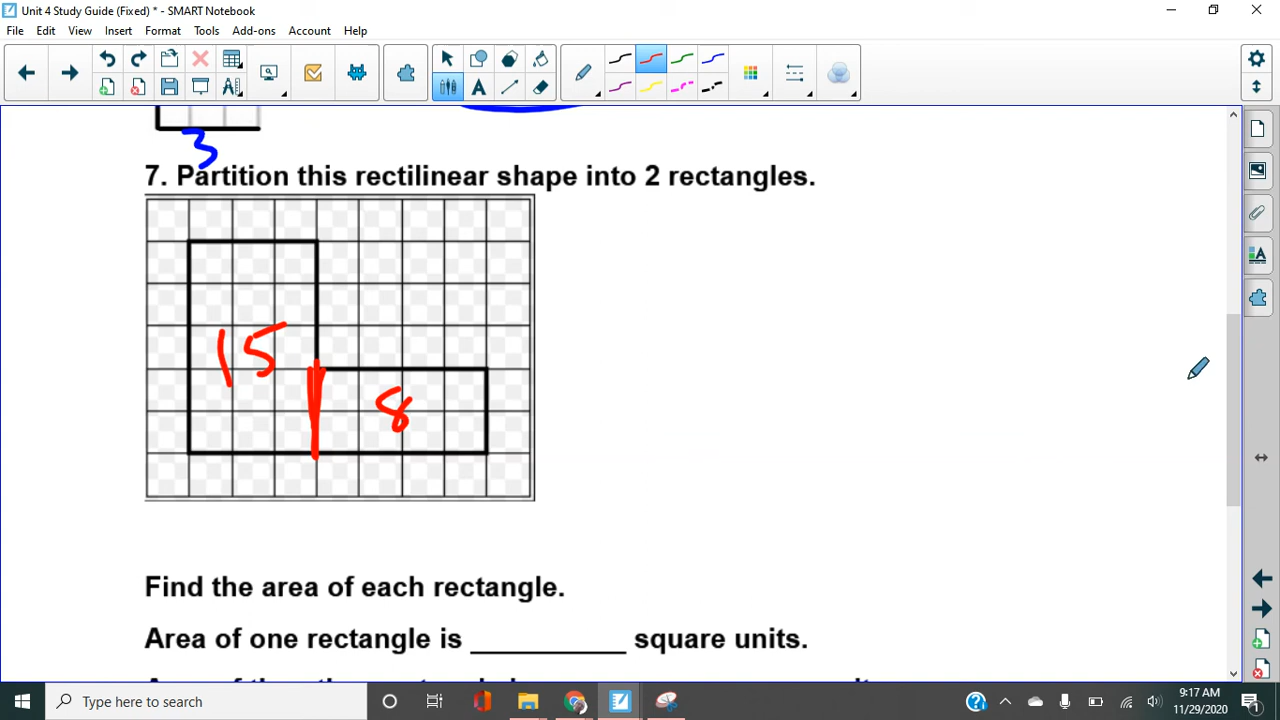 Unit 4 Study Guide (Fixed) * - SMART Notebook
File Edit View Insert Format Tools Add-ons Account Help
3
7. Partition this rectilinear shape into 2 rectangles.
15
8
Find the area of each rectangle.
Area of one rectangle is __________ square units.
Type here to search
9:17 AM
11/29/2020
1